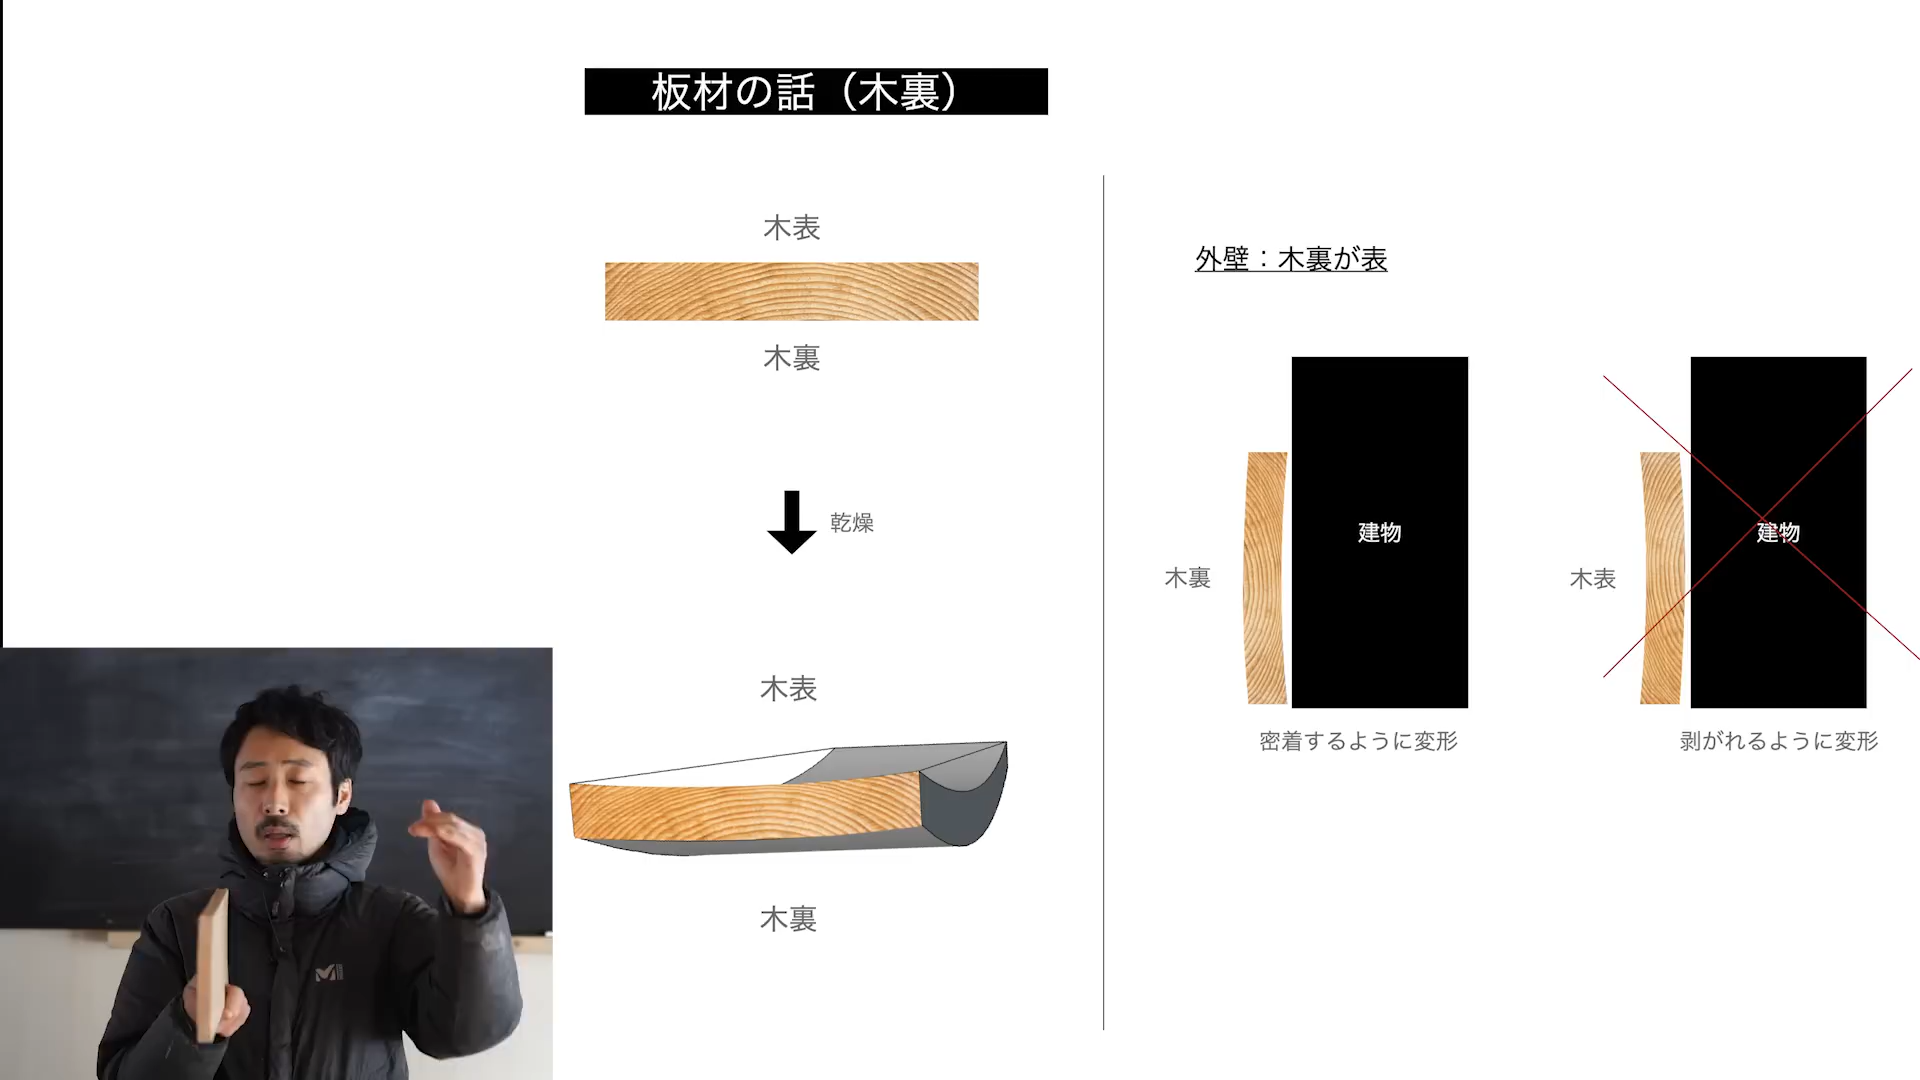 板材の話（木裏）
木表
木裏
乾燥
木表
木裏
外壁：木裏が表
建物
木裏
密着するように変形
建物
木表
剥がれるように変形
M